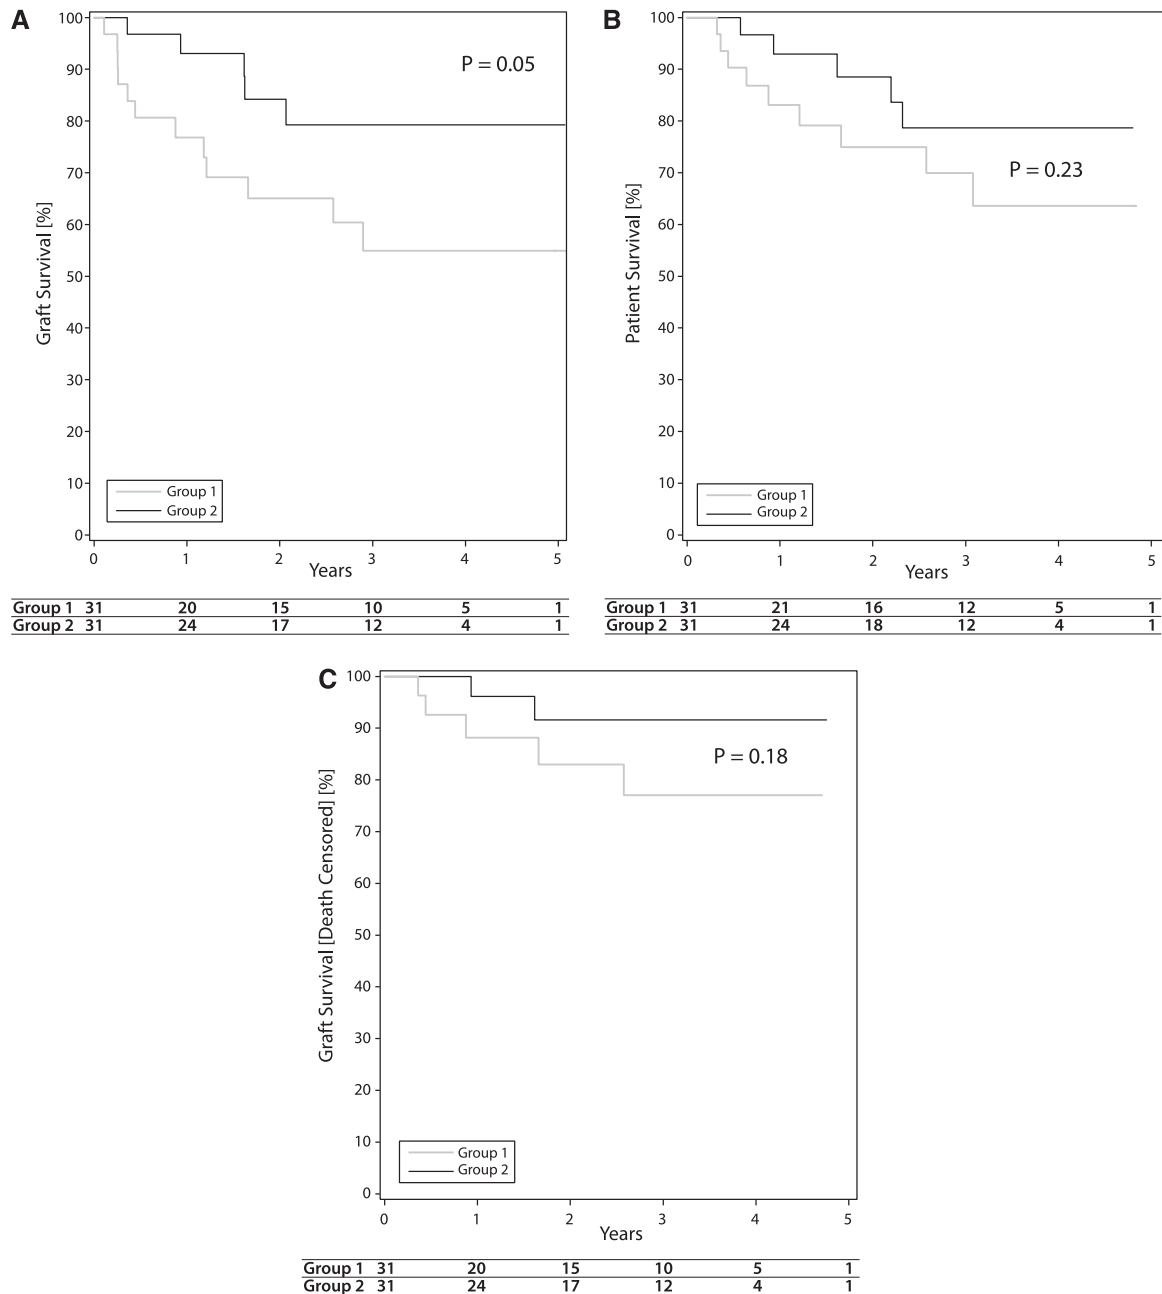 A
100
90
80
70
60
50
40
30
20
10
0
Graft Survival [%]
P = 0.05
Group 1
Group 2
0 1 2 3 4 5
Years
Group 1 31 20 15 10 5 1
Group 2 31 24 17 12 4 1
B
100
90
80
70
60
50
40
30
20
10
0
Patient Survival [%]
P = 0.23
Group 1
Group 2
0 1 2 3 4 5
Years
Group 1 31 21 16 12 5 1
Group 2 31 24 18 12 4 1
C
100
90
80
70
60
50
40
30
20
10
0
Graft Survival [Death Censored] [%]
P = 0.18
Group 1
Group 2
0 1 2 3 4 5
Years
Group 1 31 20 15 10 5 1
Group 2 31 24 17 12 4 1